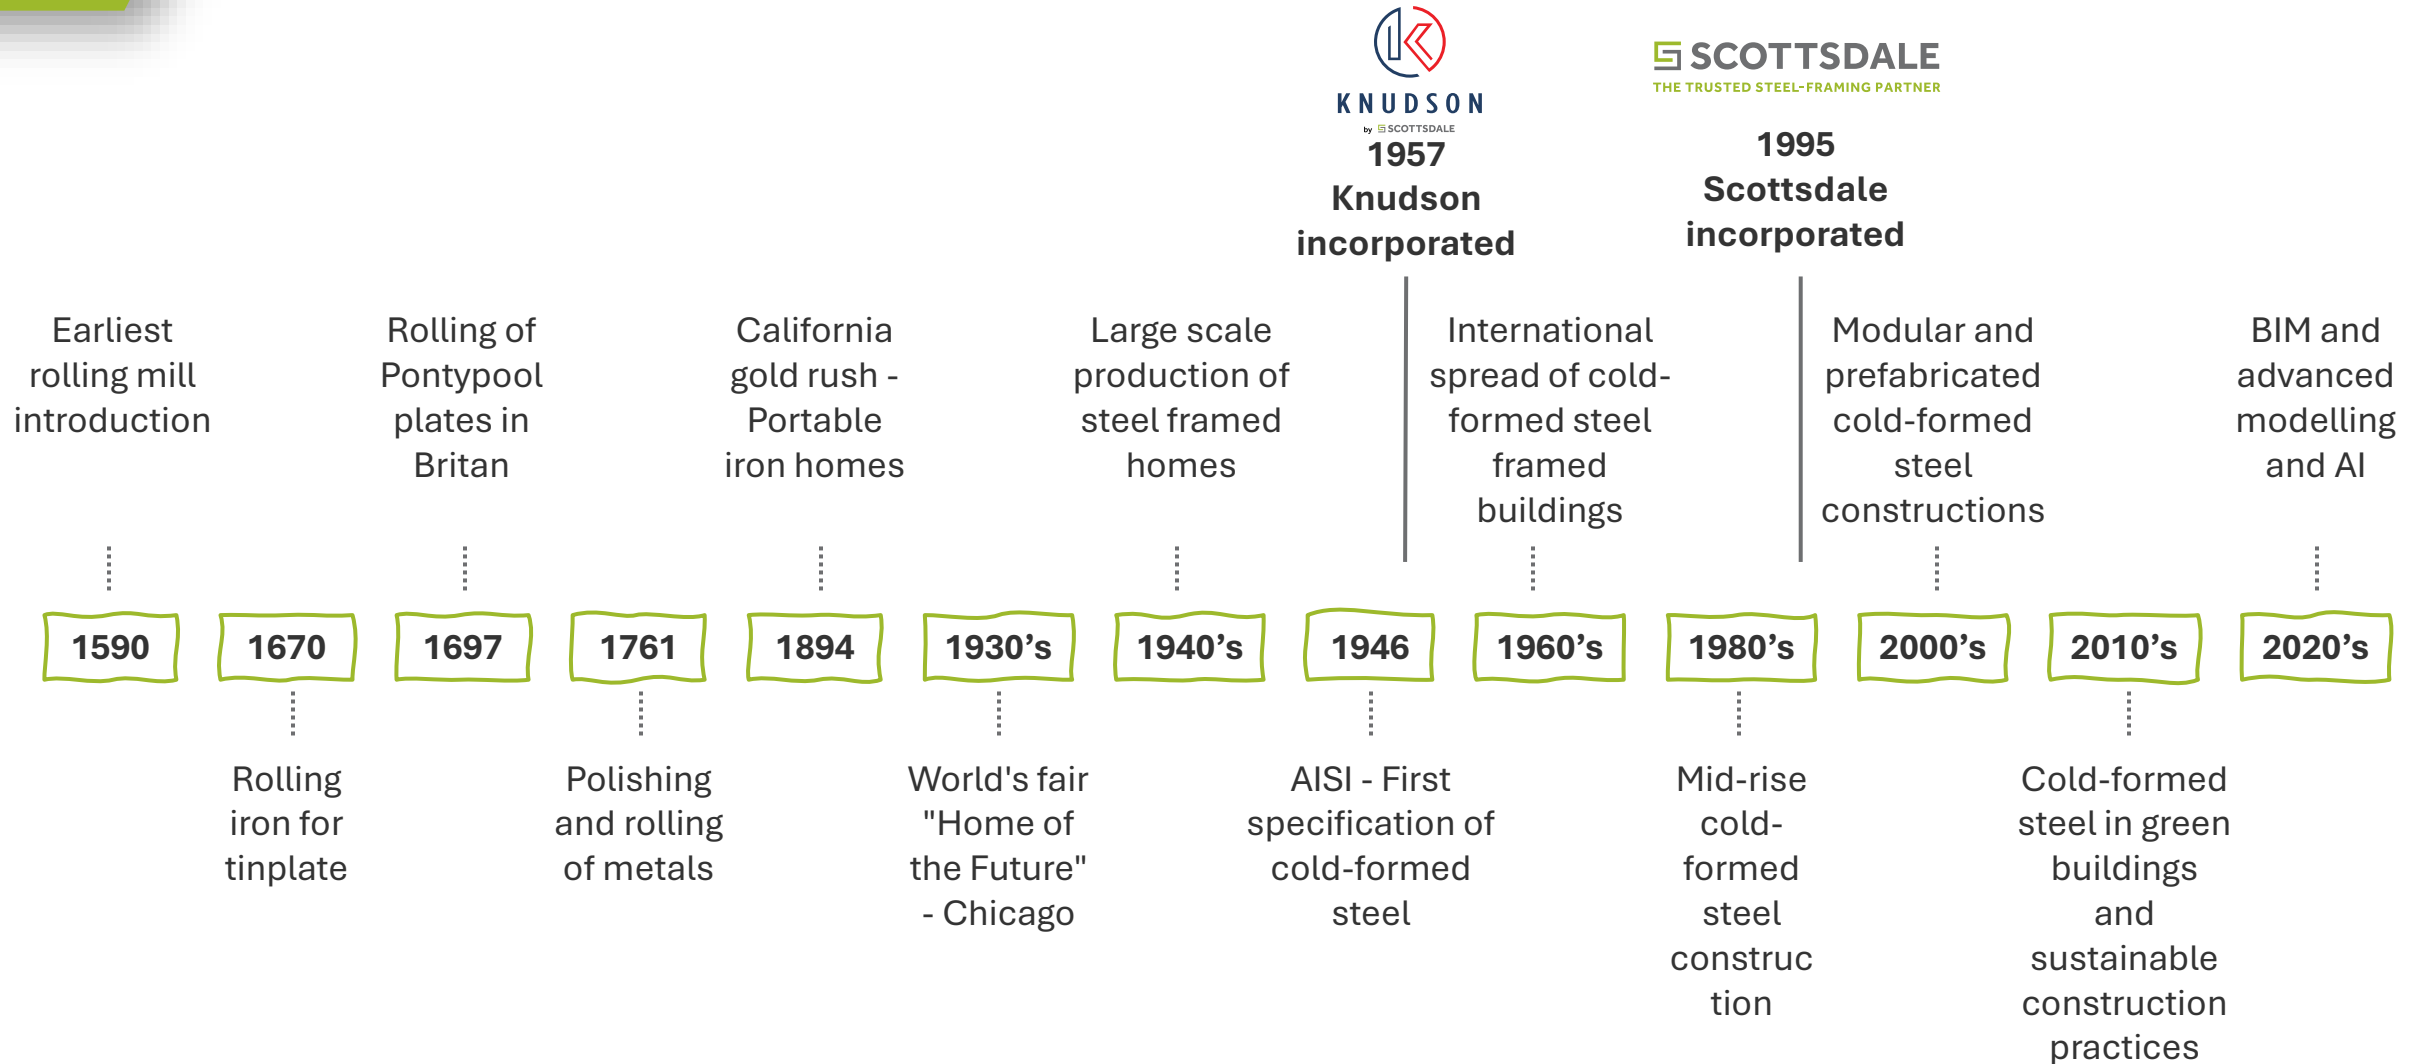 KNUDSON
by SCOTTSDALE
1957
Knudson
incorporated
SCOTTSDALE
THE TRUSTED STEEL-FRAMING PARTNER
1995
Scottsdale
incorporated
Earliest
rolling mill
introduction
Rolling of
Pontypool
plates in
Britan
California
gold rush -
Portable
iron homes
Large scale
production of
steel framed
homes
International
spread of cold-
formed steel
framed
buildings
Modular and
prefabricated
cold-formed
steel
constructions
BIM and
advanced
modelling
and AI
1590
1670
1697
1761
1894
1930’s
1940’s
1946
1960’s
1980’s
2000’s
2010’s
2020’s
Rolling
iron for
tinplate
Polishing
and rolling
of metals
World's fair
"Home of
the Future"
- Chicago
AISI - First
specification of
cold-formed
steel
Mid-rise
cold-
formed
steel
construc
tion
Cold-formed
steel in green
buildings
and
sustainable
construction
practices